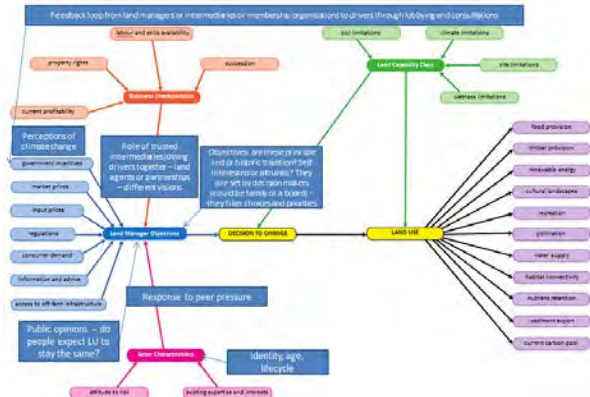 Feedback loop from land managers or intermediaries or membership organisations to drivers through lobbying and consultations
labour and skills availability
property rights
succession
current profitability
Business characteristics
soil limitations
climate limitations
Land Capability Class
site limitations
wetness limitations
Perceptions of
climate change
Role of trusted
intermediaries joining
drivers together – land
agents or partnerships
– different visions
Objectives: are these principle
led or historic tradition? Self
interested or altruistic? They
are set by decision makers
(could be family or a board) –
they filter choices and priorities
government incentives
market prices
input prices
regulations
consumer demand
information and advice
access to off-farm infrastructure
Land Manager Objectives
DECISION TO CHANGE
LAND USE
food provision
timber provision
renewable energy
cultural landscapes
recreation
pollination
water supply
habitat connectivity
nutrient retention
sediment export
current carbon pool
Response to peer pressure
Public opinions – do
people expect LU to
stay the same?
Actor Characteristics
Identity, age,
lifecycle
attitude to risk
existing expertise and interests